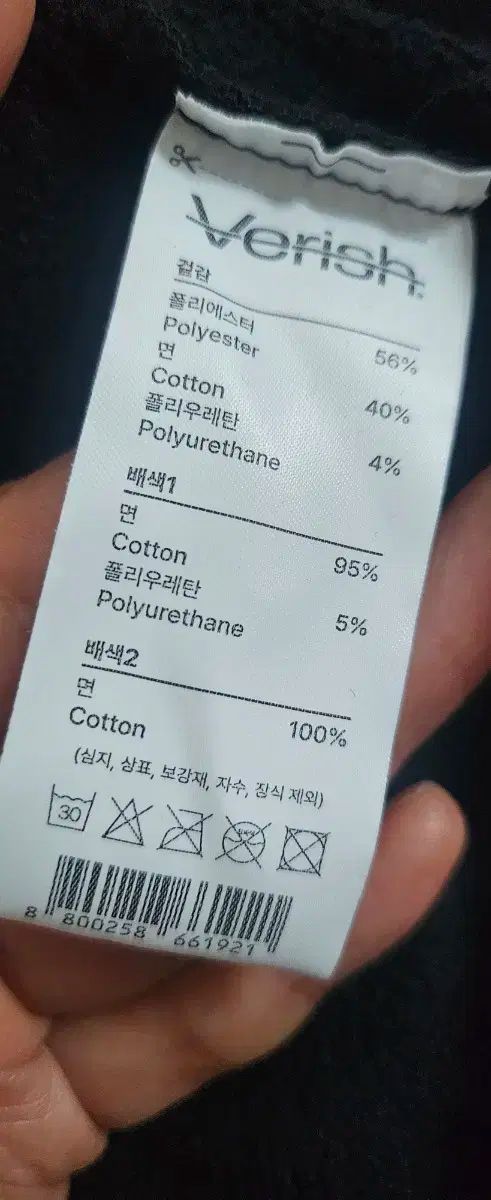 Verish.
겉감
폴리에스터
Polyester 56%
면
Cotton 40%
폴리우레탄
Polyurethane 4%
배색1
면
Cotton 95%
폴리우레탄
Polyurethane 5%
배색2
면
Cotton 100%
(심지, 상표, 보강재, 자수, 장식 제외)
30
8 800258 661921